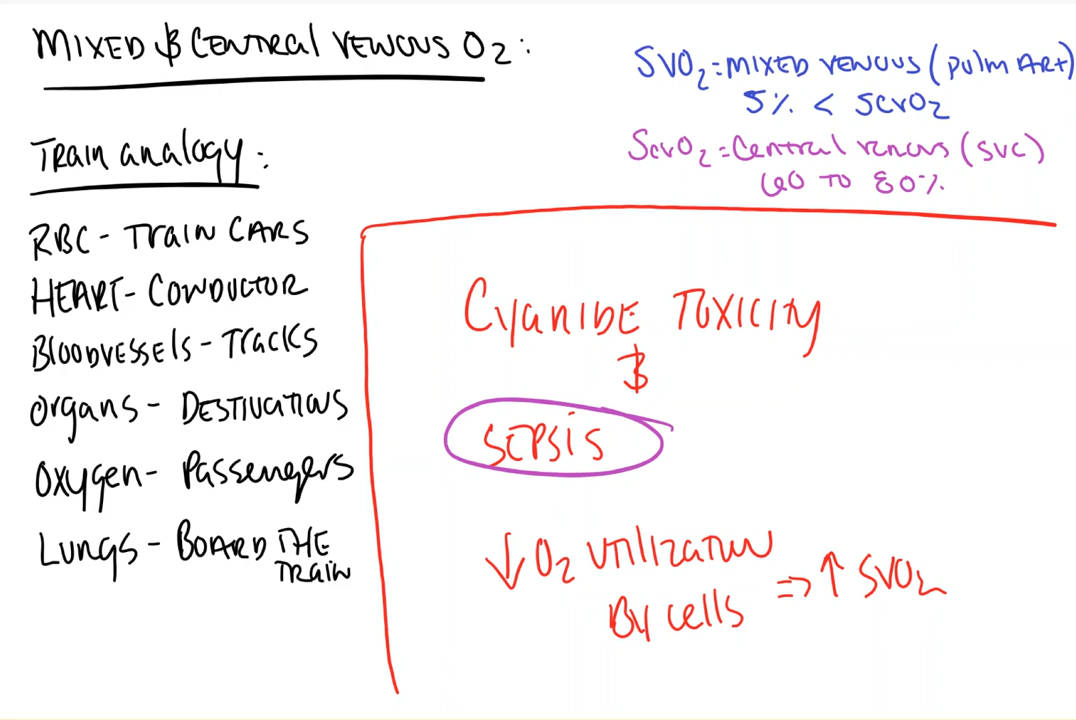 MIXED & CENTRAL VENOUS O2:
SVO2=MIXED VENOUS (PULM ART)
5% < SCVO2
ScvO2=Central venous (SVC)
60 TO 80%
Train analogy:
RBC - TRAIN CARS
HEART - CONDUCTOR
Bloodvessels - Tracks
Organs - DESTINATIONS
Oxygen - Passengers
Lungs - BOARD THE
TRAIN
Cyanide TOXICITY
&
SEPSIS
↓ O2 UTILIZATION
By cells => ↑ SVO2